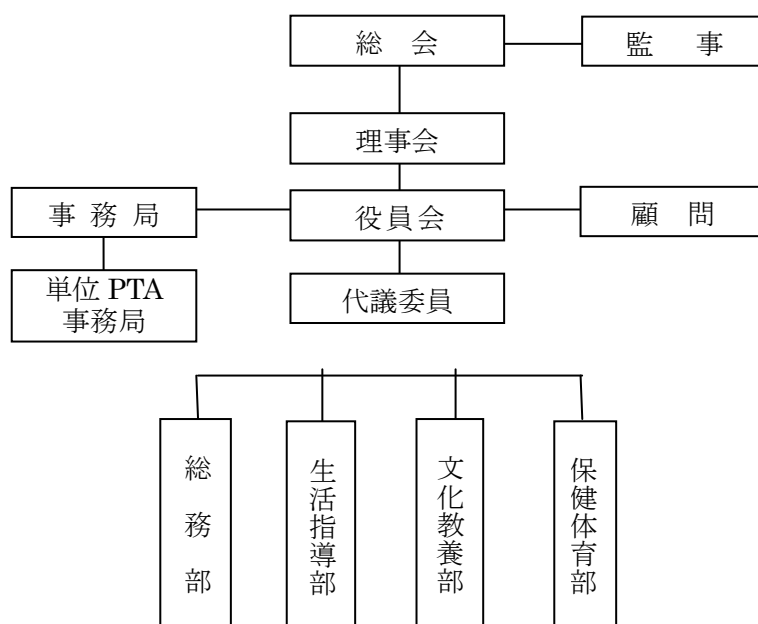 総　会
監　事
理事会
事 務 局
役員会
顧　問
単位 PTA
事務局
代議委員
総務部
生活指導部
文化教養部
保健体育部